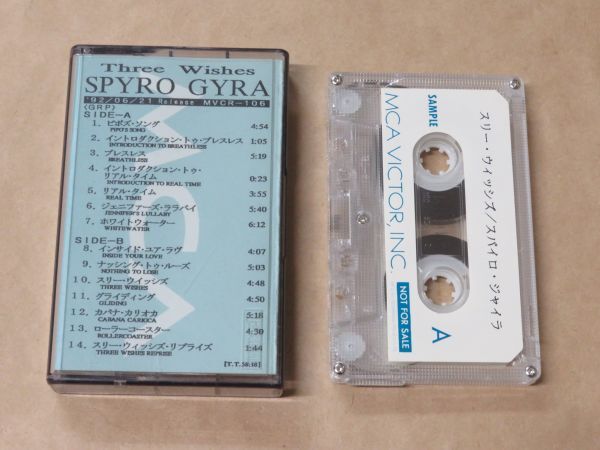 Three Wishes
SPYRO GYRA
'92/06/21 Release MVCR-106
(GRP)
SIDE-A
1. ピポズ・ソング 4:54
PIPO'S SONG
2. イントロダクション・トゥ・ブレスレス 1:05
INTRODUCTION TO BREATHLESS
3. ブレスレス 5:19
BREATHLESS
4. イントロダクション・トゥ・
リアル・タイム 0:23
INTRODUCTION TO REAL TIME
5. リアル・タイム 3:55
REAL TIME
6. ジェニファーズ・ララバイ 5:40
JENNIFER'S LULLABY
7. ホワイトウォーター 6:12
WHITEWATER
SIDE-B
8. インサイド・ユア・ラヴ 4:07
INSIDE YOUR LOVE
9. ナッシング・トゥ・ルーズ 5:03
NOTHING TO LOSE
10. スリー・ウイッシズ 4:48
THREE WISHES
11. グライディング 4:50
GLIDING
12. カバナ・カリオカ 5:18
CABANA CARIOCA
13. ローラーコースター 4:39
ROLLERCOASTER
14. スリー・ウィッシズ・リプライズ 1:44
THREE WISHES REPRISE
スリー・ウィッシズ/スパイロ・ジャイラ
A
SAMPLE
MCA VICTOR, INC.
NOT FOR SALE